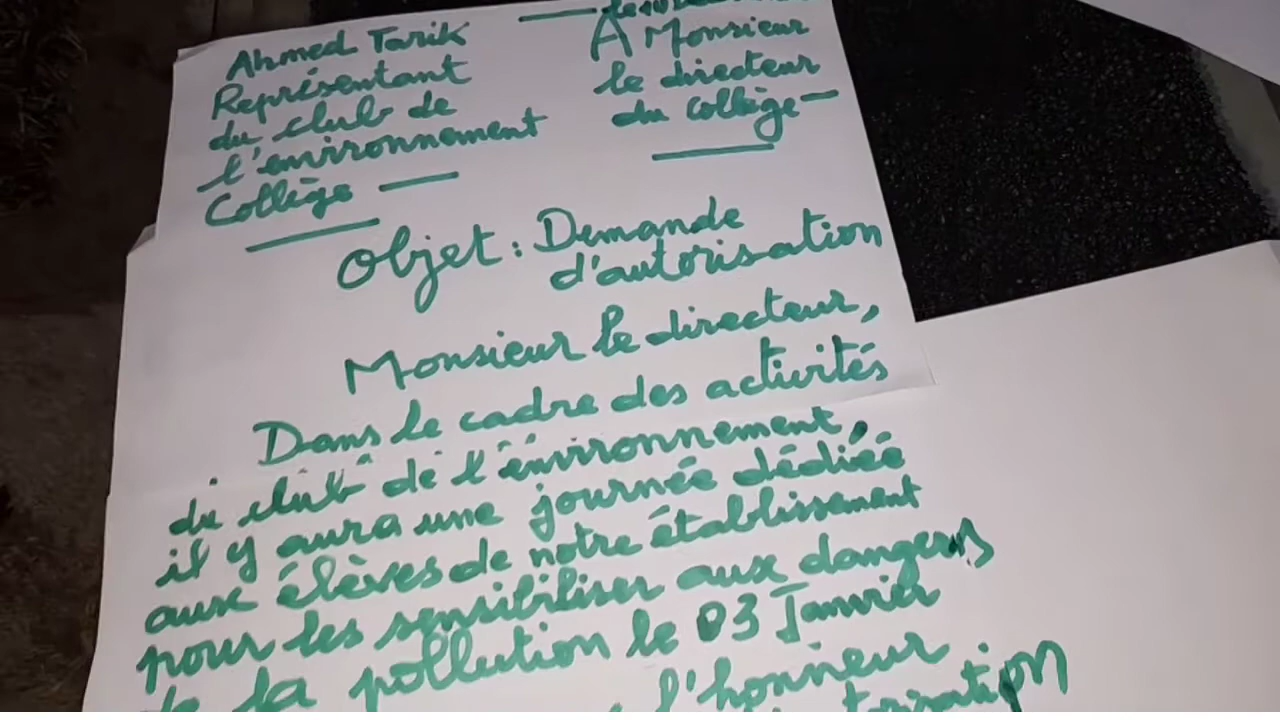 Ahmed Tarik
Représentant
du club de
l'environnement
Collège —
A Monsieur
le directeur
du collège —
Objet : Demande
d'autorisation
Monsieur le directeur,
Dans le cadre des activités
du club de l'environnement,
il y aura une journée dédiée
aux élèves de notre établissement
pour les sensibiliser aux dangers
de la pollution le 03 Janvier
l'honneur